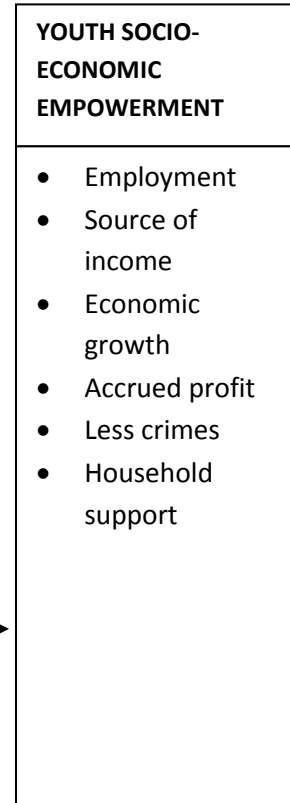 YOUTH SOCIO-
ECONOMIC
EMPOWERMENT
• Employment
• Source of
income
• Economic
growth
• Accrued profit
• Less crimes
• Household
support